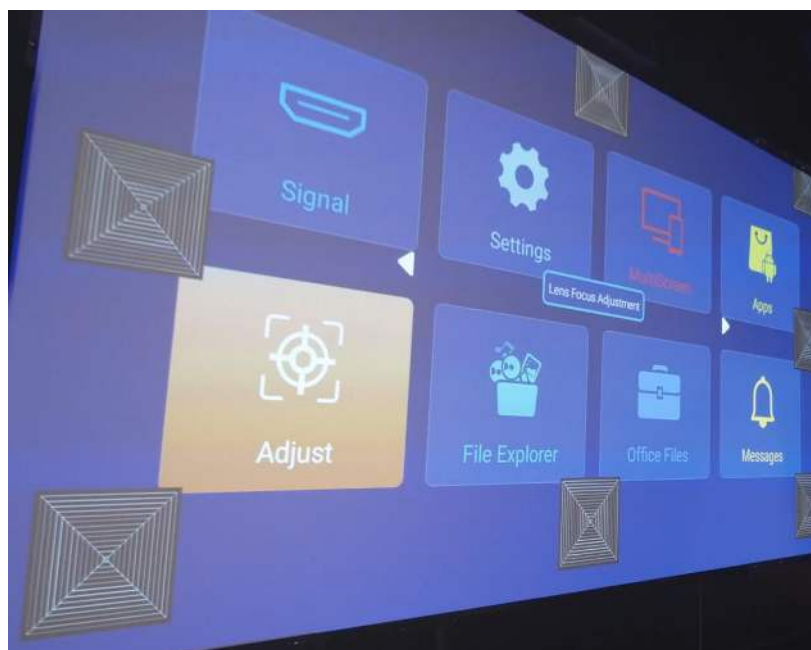 Signal
Settings
MultiScreen
Apps
Lens Focus Adjustment
Adjust
File Explorer
Office Files
Messages